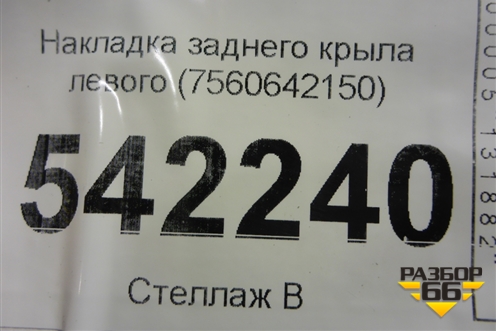 Накладка заднего крыла
левого (7560642150)
542240
Стеллаж В
РАЗБОР
66